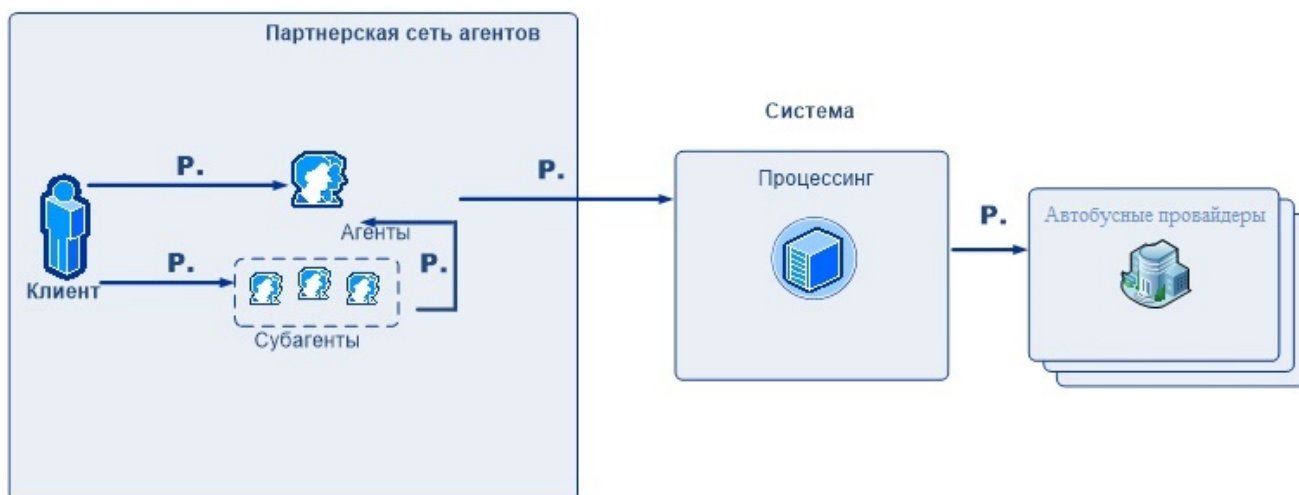 Партнерская сеть агентов
Система
Р.
Р.
Процессинг
Р.
Автобусные провайдеры
Агенты
Р.
Р.
Клиент
Субагенты